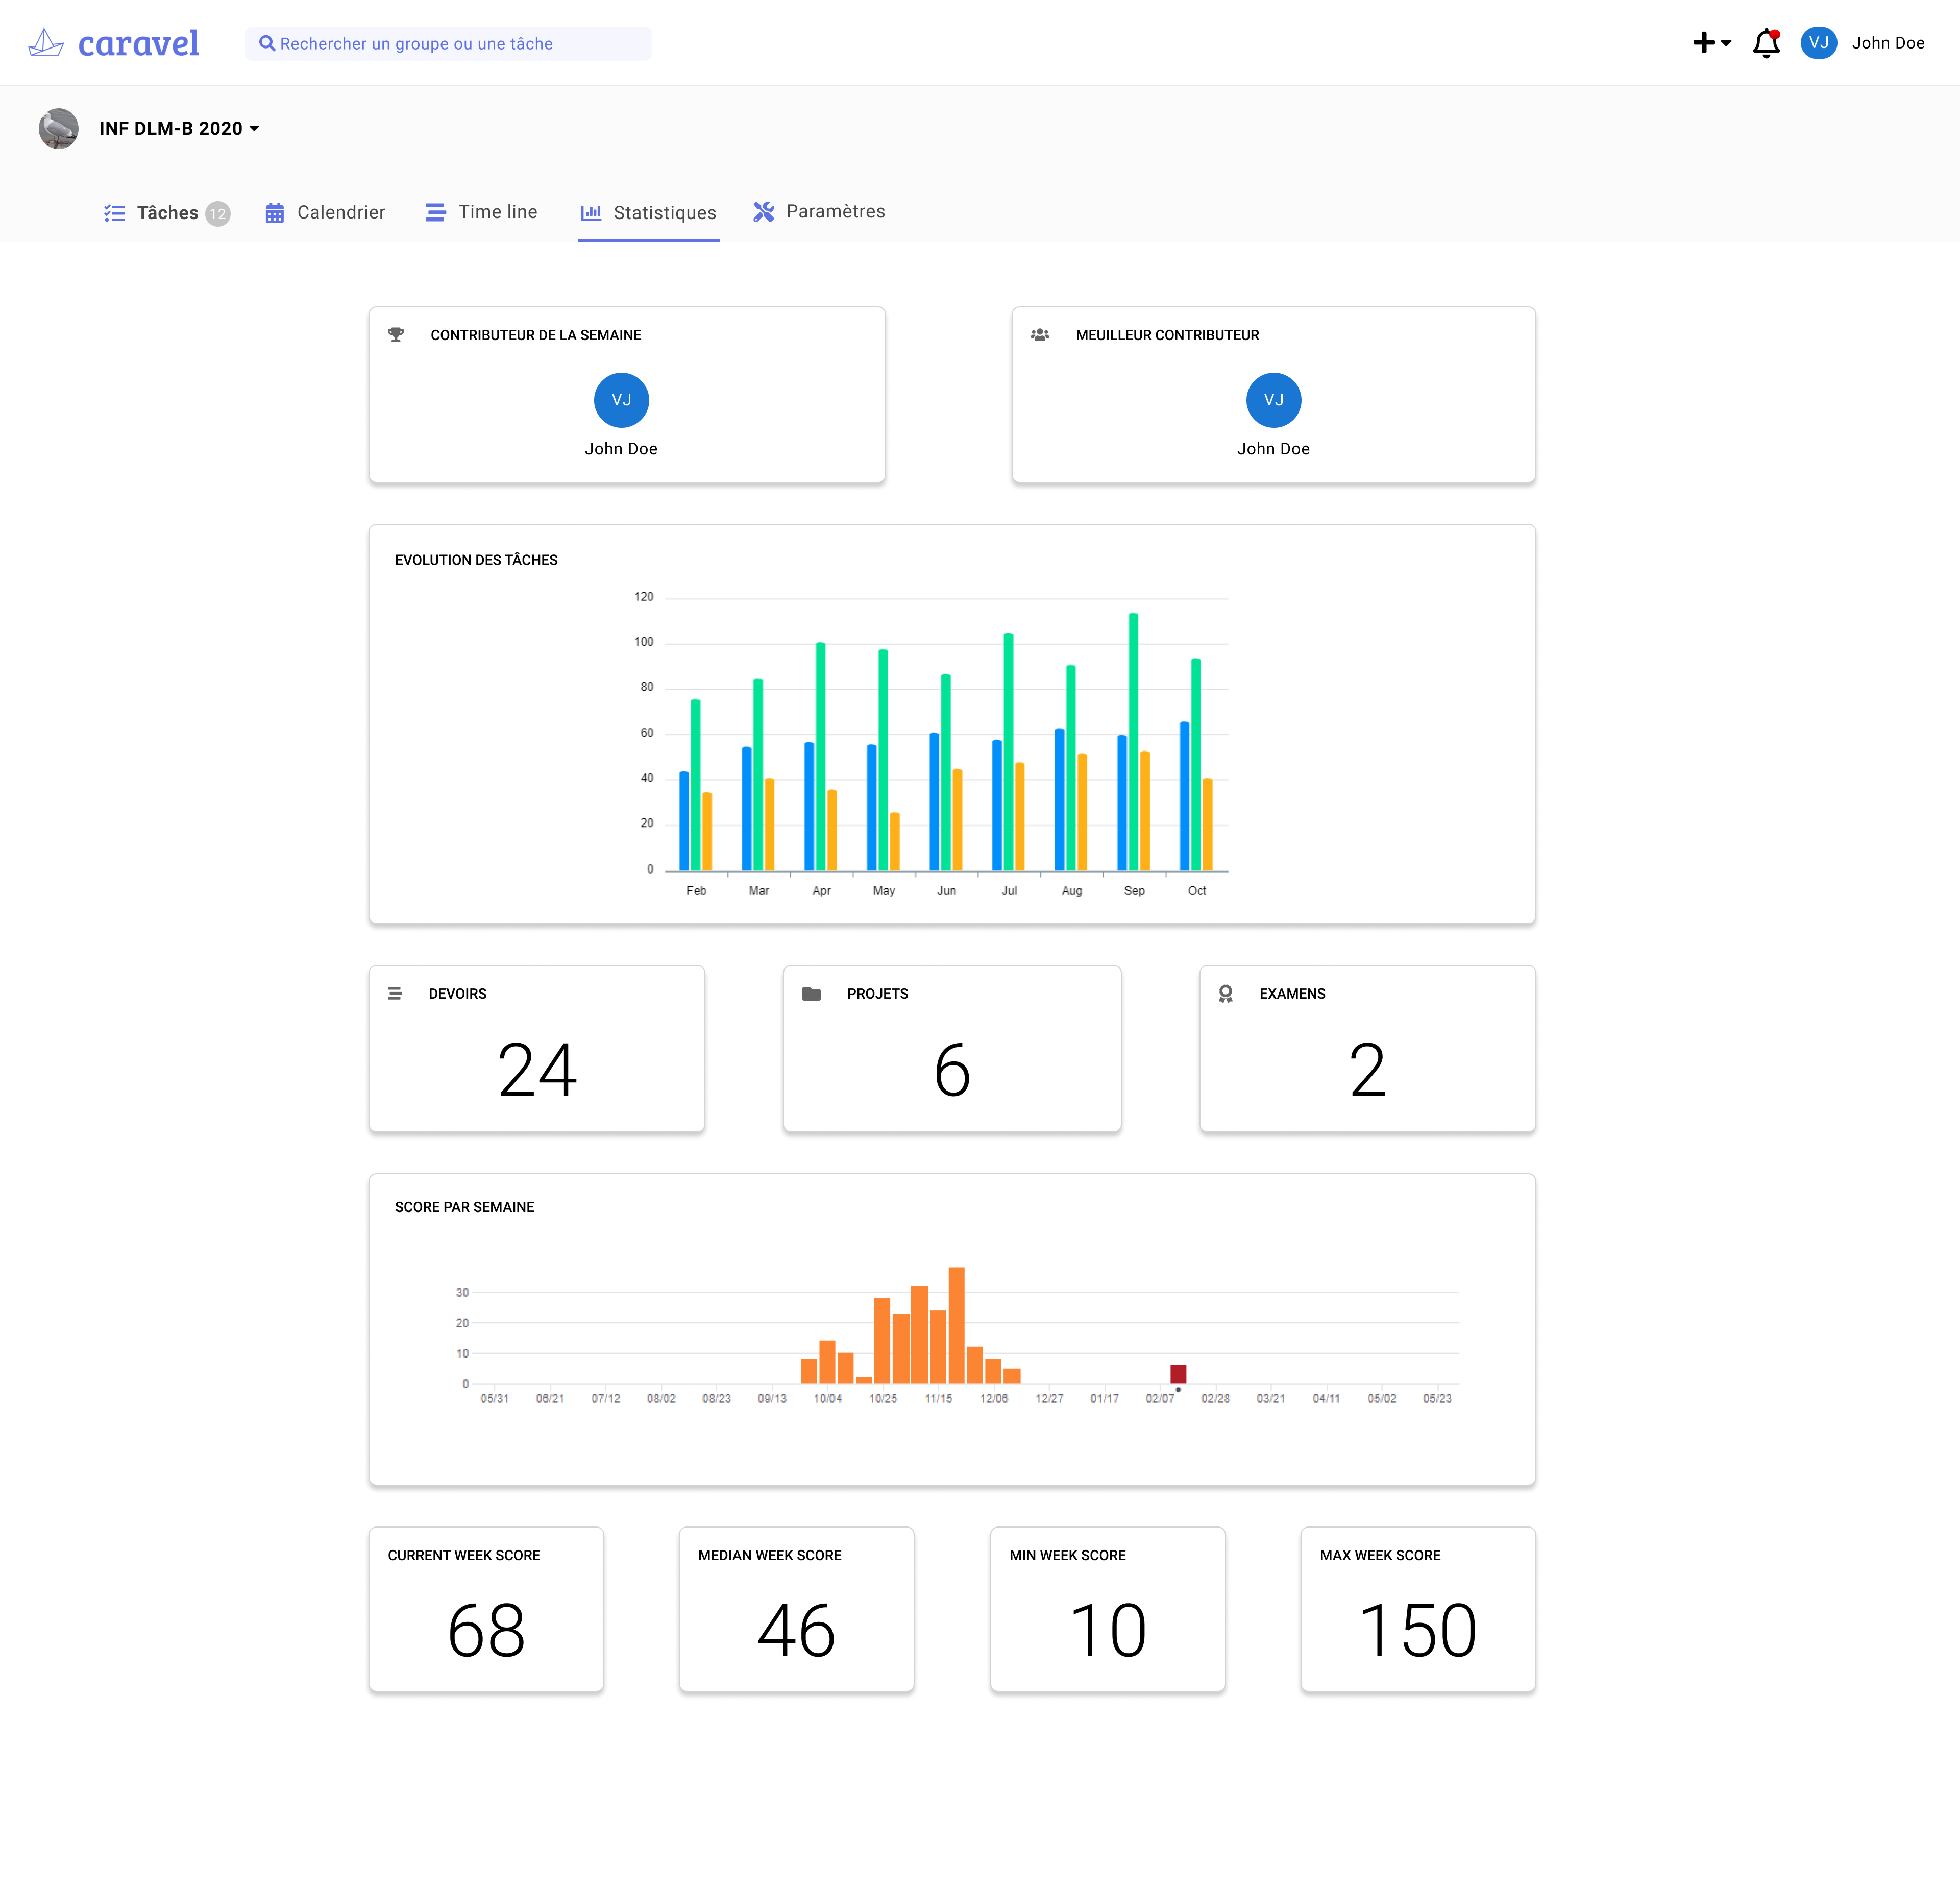 caravel
Rechercher un groupe ou une tâche
VJ
John Doe
INF DLM-B 2020
Tâches 12
Calendrier
Time line
Statistiques
Paramètres
CONTRIBUTEUR DE LA SEMAINE
VJ
John Doe
MEUILLEUR CONTRIBUTEUR
VJ
John Doe
EVOLUTION DES TÂCHES
120
100
80
60
40
20
0
Feb Mar Apr May Jun Jul Aug Sep Oct
DEVOIRS
24
PROJETS
6
EXAMENS
2
SCORE PAR SEMAINE
30
20
10
0
05/31 06/21 07/12 08/02 08/23 09/13 10/04 10/25 11/15 12/06 12/27 01/17 02/07 02/28 03/21 04/11 05/02 05/23
CURRENT WEEK SCORE
68
MEDIAN WEEK SCORE
46
MIN WEEK SCORE
10
MAX WEEK SCORE
150